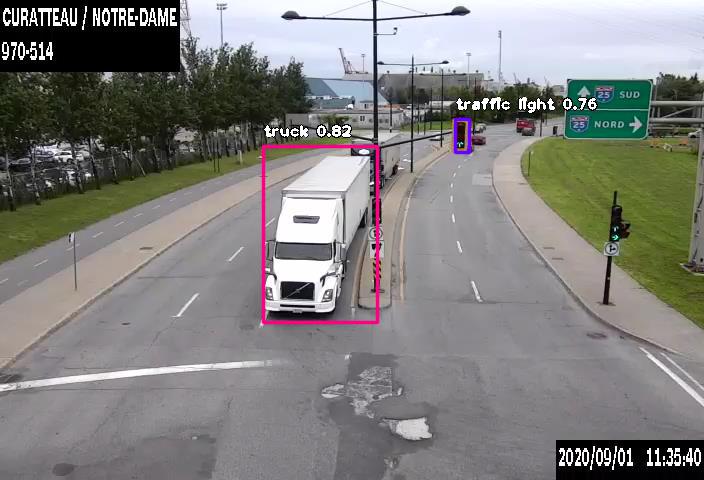 CURATTEAU / NOTRE-DAME
970-514
truck 0.82
traffic light 0.76
25 SUD
25 NORD
2020/09/01 11:35:40